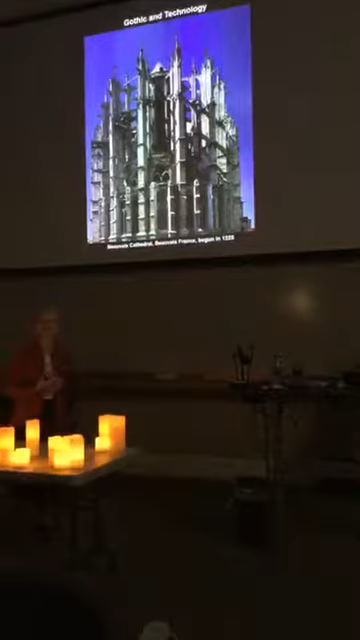 Gothic and Technology
Beauvais Cathedral, Beauvais France, begun in 1225